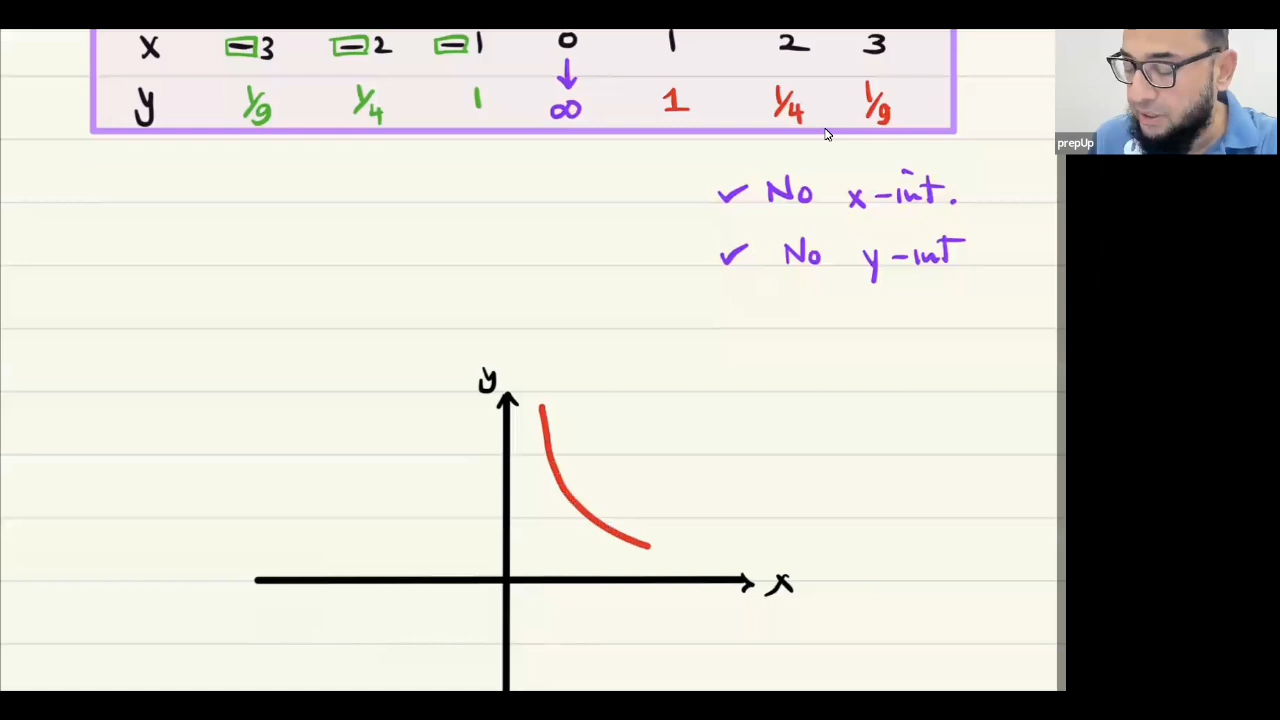 x -3 -2 -1 0 1 2 3
y 1/9 1/4 1 ∞ 1 1/4 1/9
prepUp
✓ No x-int.
✓ No y-int
y
x